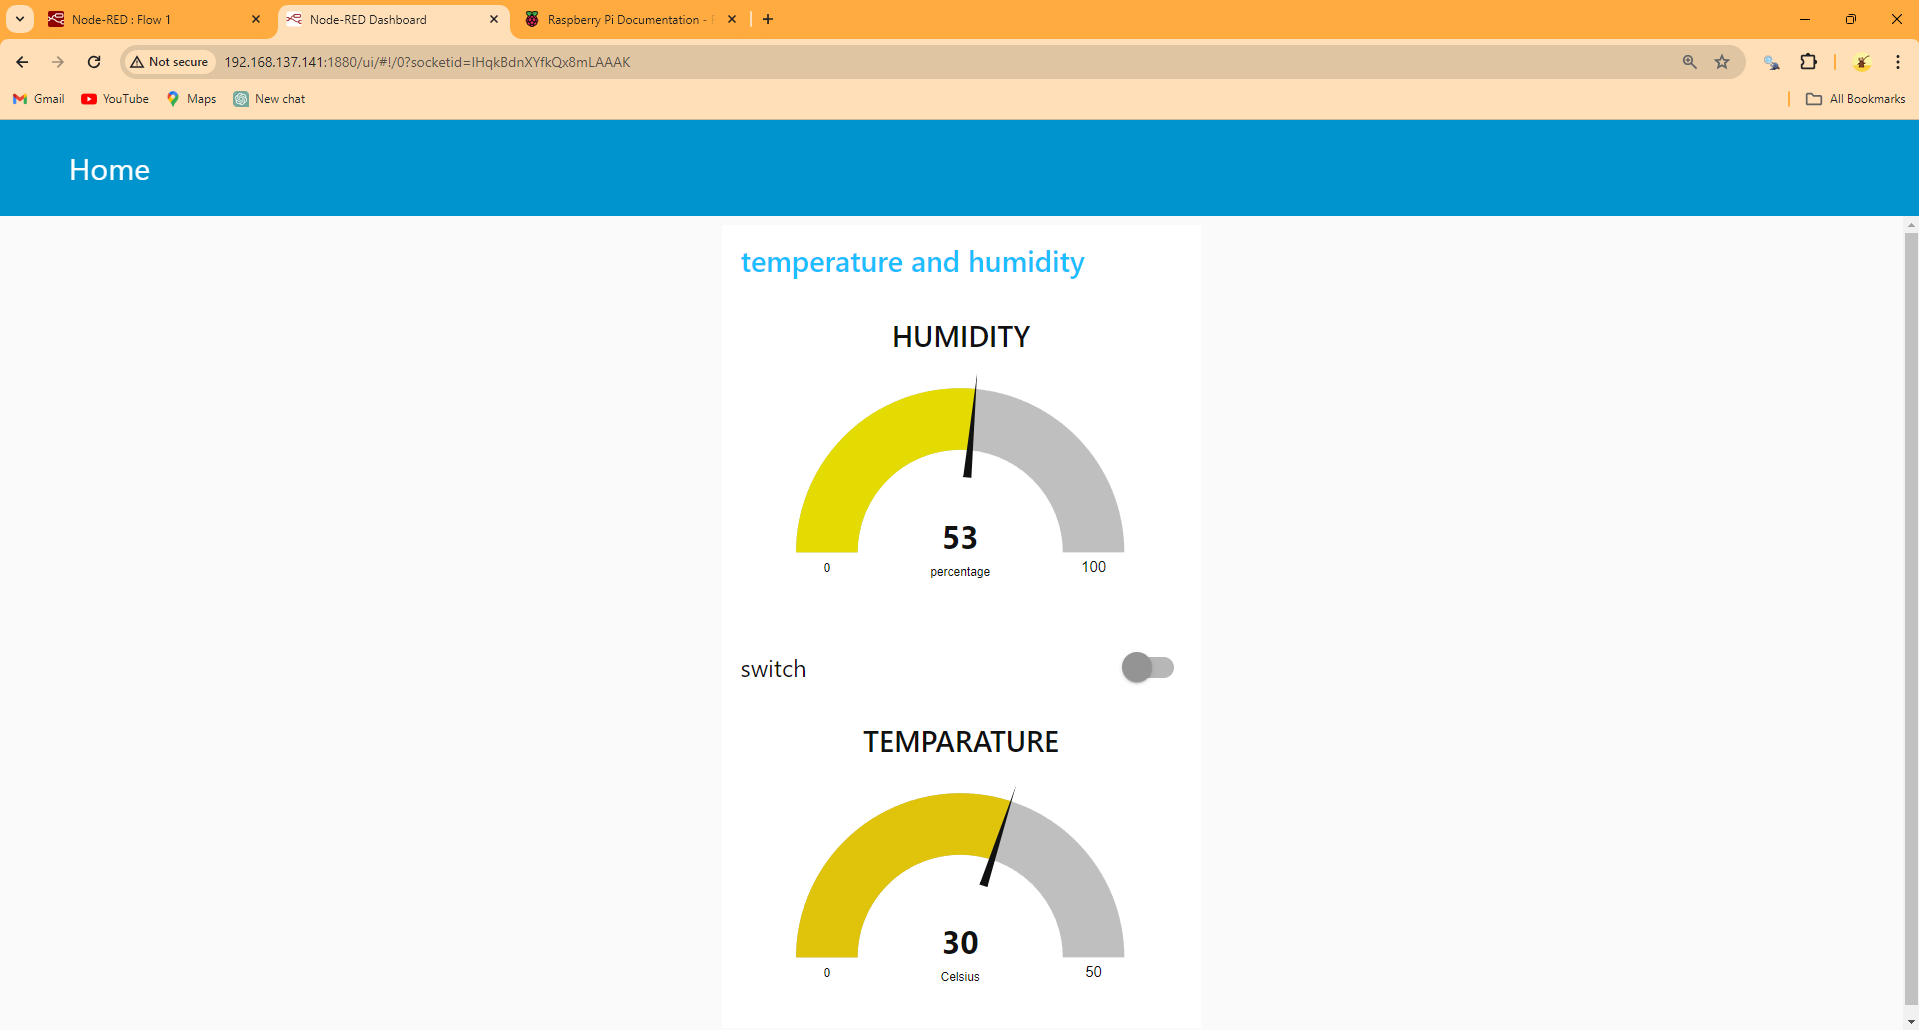 Node-RED : Flow 1
Node-RED Dashboard
Raspberry Pi Documentation -
Not secure
192.168.137.141:1880/ui/#!/0?socketid=IHqkBdnXYfkQx8mLAAAK
Gmail
YouTube
Maps
New chat
All Bookmarks
Home
temperature and humidity
HUMIDITY
53
0
percentage
100
switch
TEMPARATURE
30
0
Celsius
50